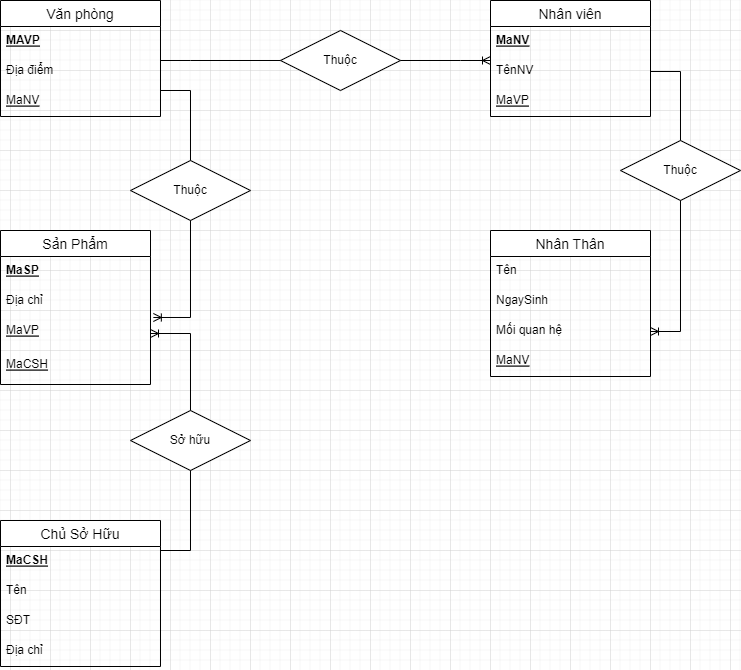 Văn phòng
MAVP
Địa điểm
MaNV
Thuộc
Nhân viên
MaNV
TênNV
MaVP
Thuộc
Thuộc
Sản Phẩm
MaSP
Địa chỉ
MaVP
MaCSH
Nhân Thân
Tên
NgaySinh
Mối quan hệ
MaNV
Sở hữu
Chủ Sở Hữu
MaCSH
Tên
SĐT
Địa chỉ